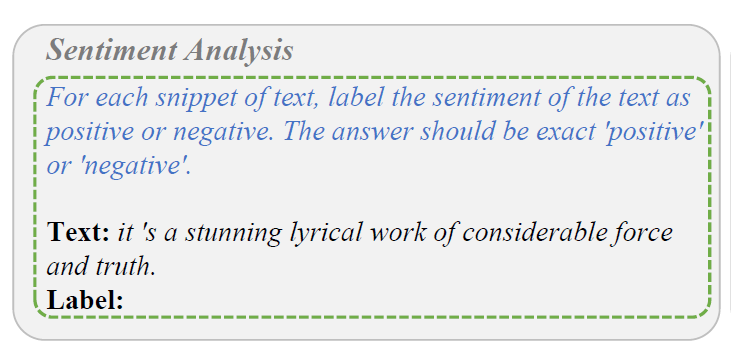 Sentiment Analysis
For each snippet of text, label the sentiment of the text as
positive or negative. The answer should be exact 'positive'
or 'negative'.
Text: it 's a stunning lyrical work of considerable force
and truth.
Label: